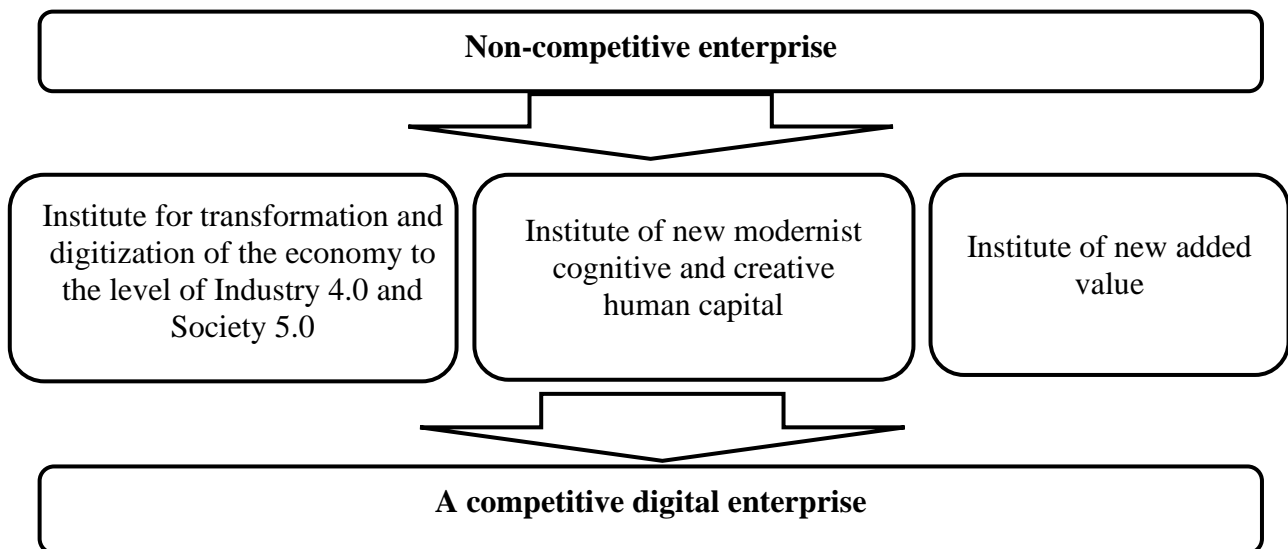 Non-competitive enterprise
Institute for transformation and
digitization of the economy to
the level of Industry 4.0 and
Society 5.0
Institute of new modernist
cognitive and creative
human capital
Institute of new added
value
A competitive digital enterprise